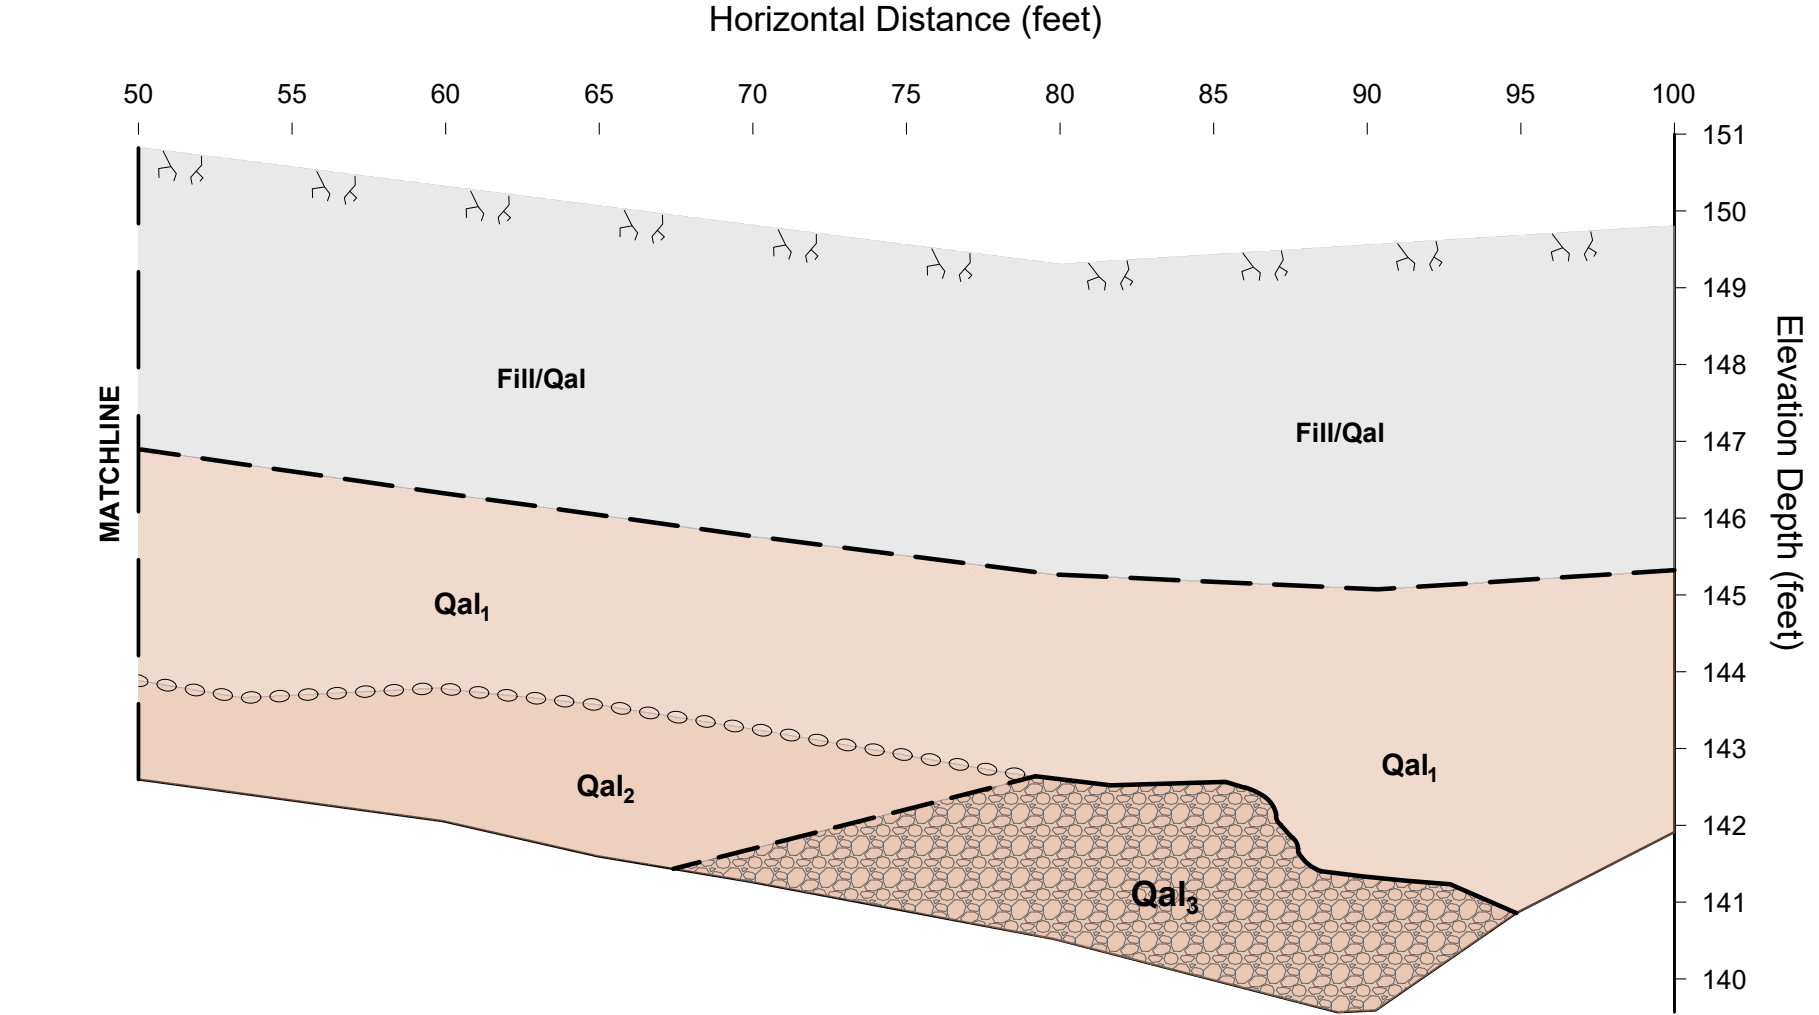 Horizontal Distance (feet)
50 55 60 65 70 75 80 85 90 95 100
151
150
149
148
147
146
145
144
143
142
141
140
Elevation Depth (feet)
MATCHLINE
Fill/Qal
Fill/Qal
Qal1
Qal1
Qal2
Qal3